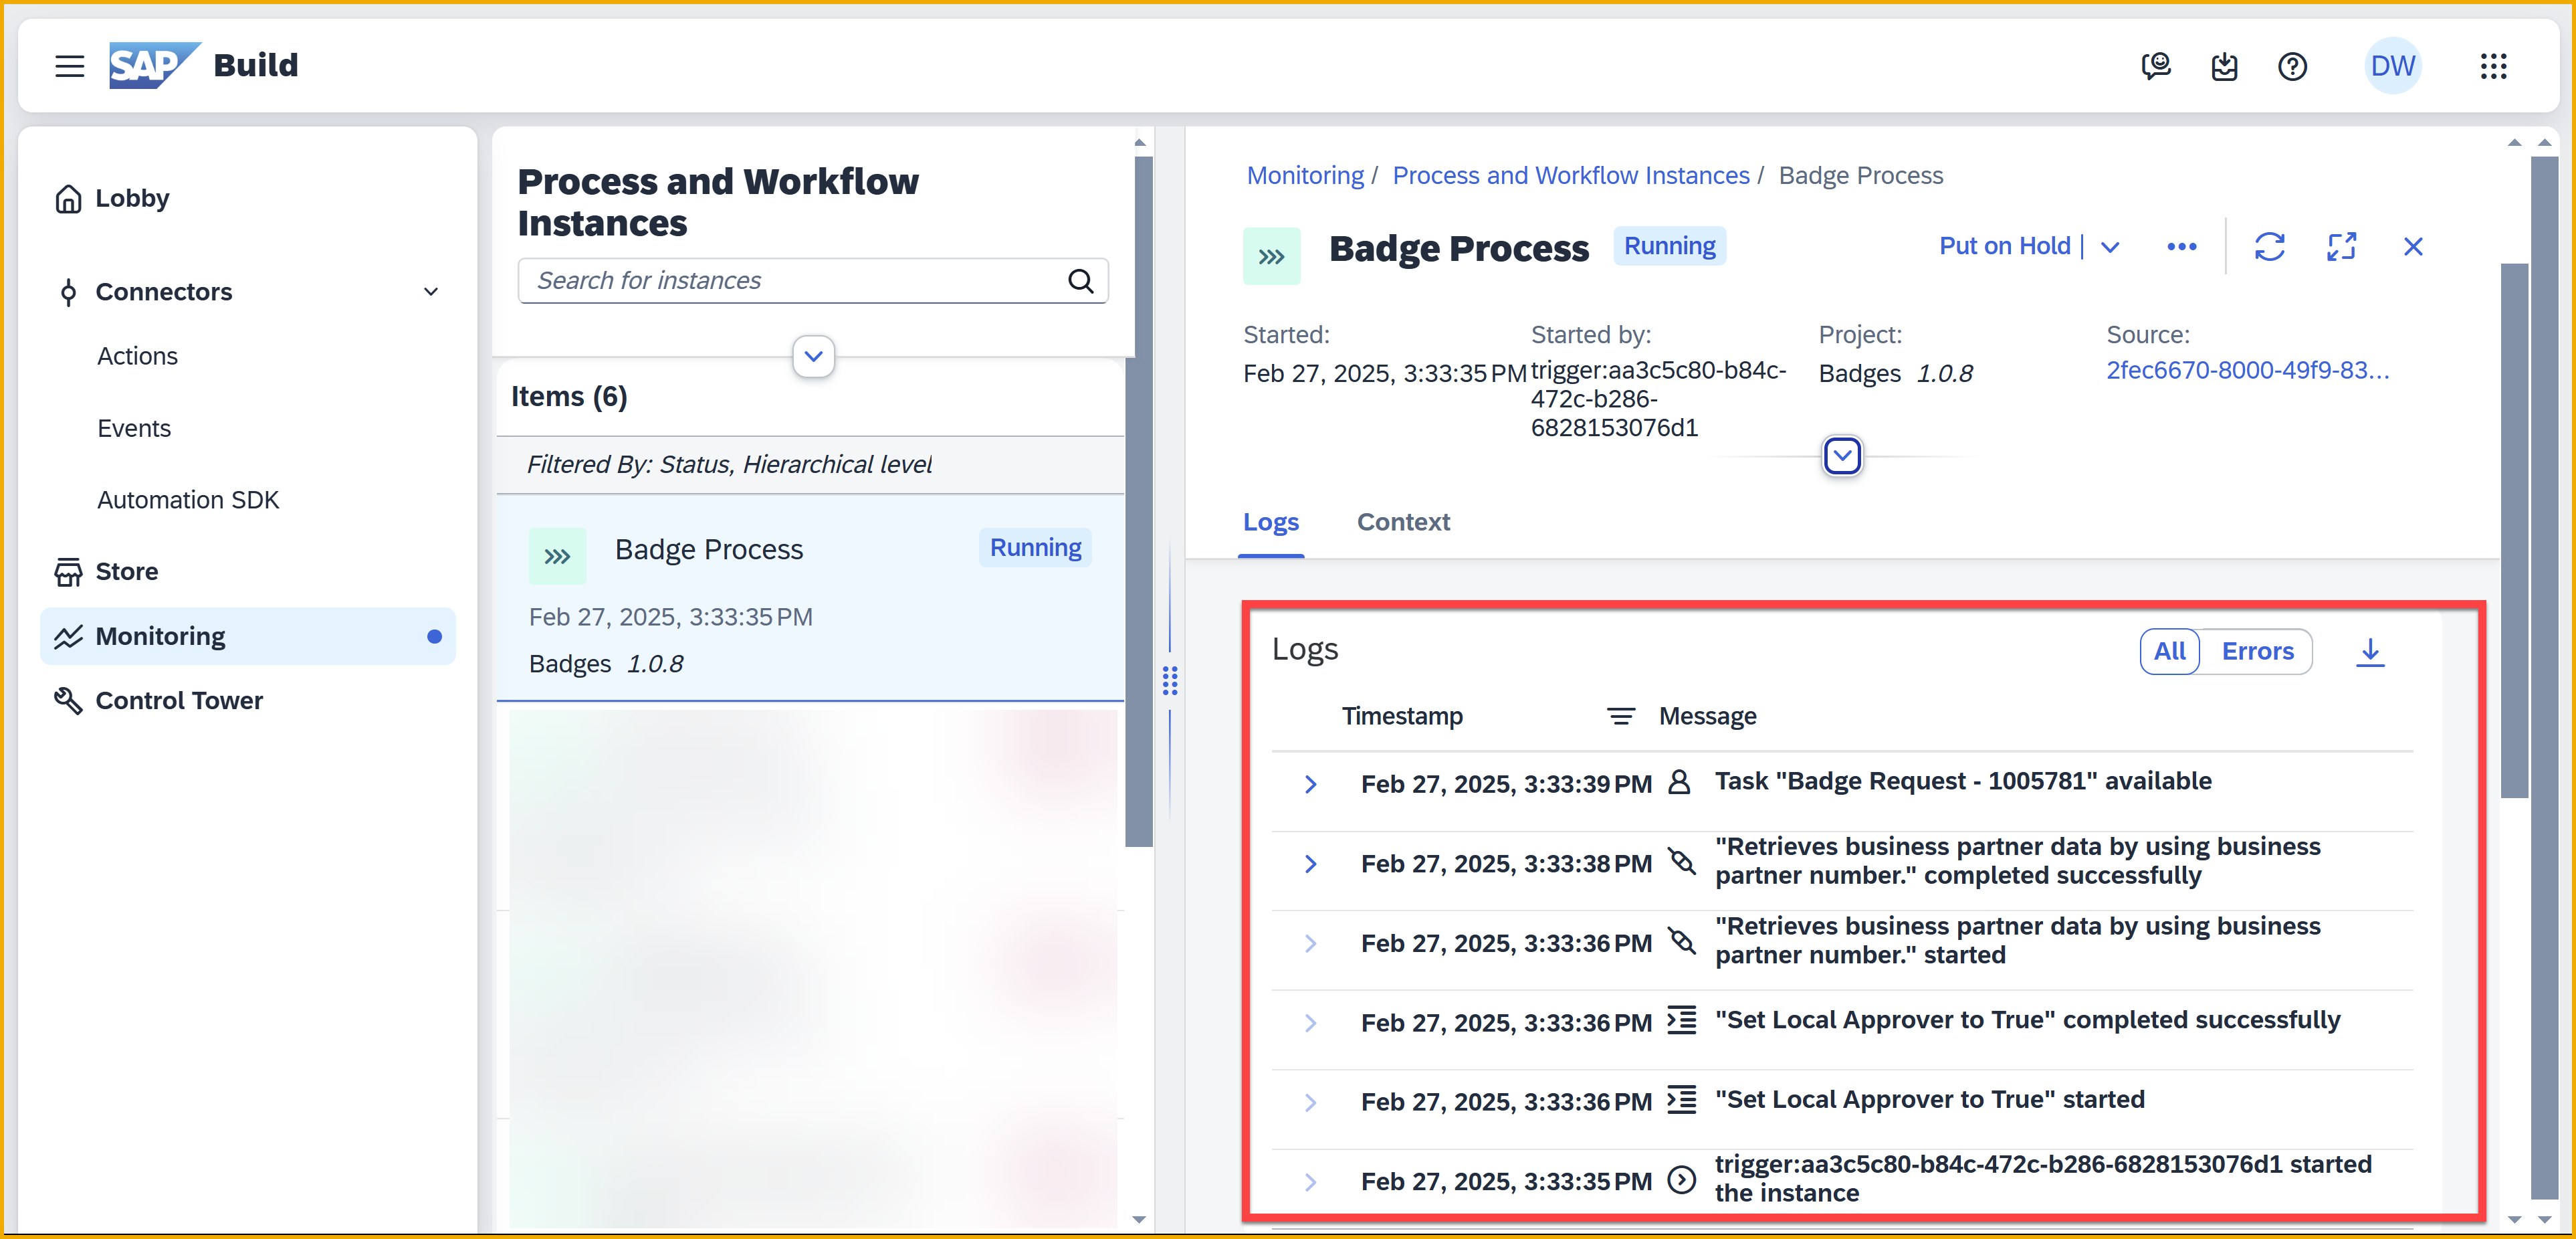 SAP Build
DW
Lobby
Connectors
Actions
Events
Automation SDK
Store
Monitoring
Control Tower
Process and Workflow
Instances
Search for instances
Items (6)
Filtered By: Status, Hierarchical level
Badge Process
Running
Feb 27, 2025, 3:33:35 PM
Badges 1.0.8
Monitoring / Process and Workflow Instances / Badge Process
Badge Process
Running
Put on Hold
Started:
Feb 27, 2025, 3:33:35 PM
Started by:
trigger:aa3c5c80-b84c-
472c-b286-
6828153076d1
Project:
Badges 1.0.8
Source:
2fec6670-8000-49f9-83...
Logs
Context
Logs
All
Errors
Timestamp
Message
Feb 27, 2025, 3:33:39 PM
Task "Badge Request - 1005781" available
Feb 27, 2025, 3:33:38 PM
"Retrieves business partner data by using business
partner number." completed successfully
Feb 27, 2025, 3:33:36 PM
"Retrieves business partner data by using business
partner number." started
Feb 27, 2025, 3:33:36 PM
"Set Local Approver to True" completed successfully
Feb 27, 2025, 3:33:36 PM
"Set Local Approver to True" started
Feb 27, 2025, 3:33:35 PM
trigger:aa3c5c80-b84c-472c-b286-6828153076d1 started
the instance